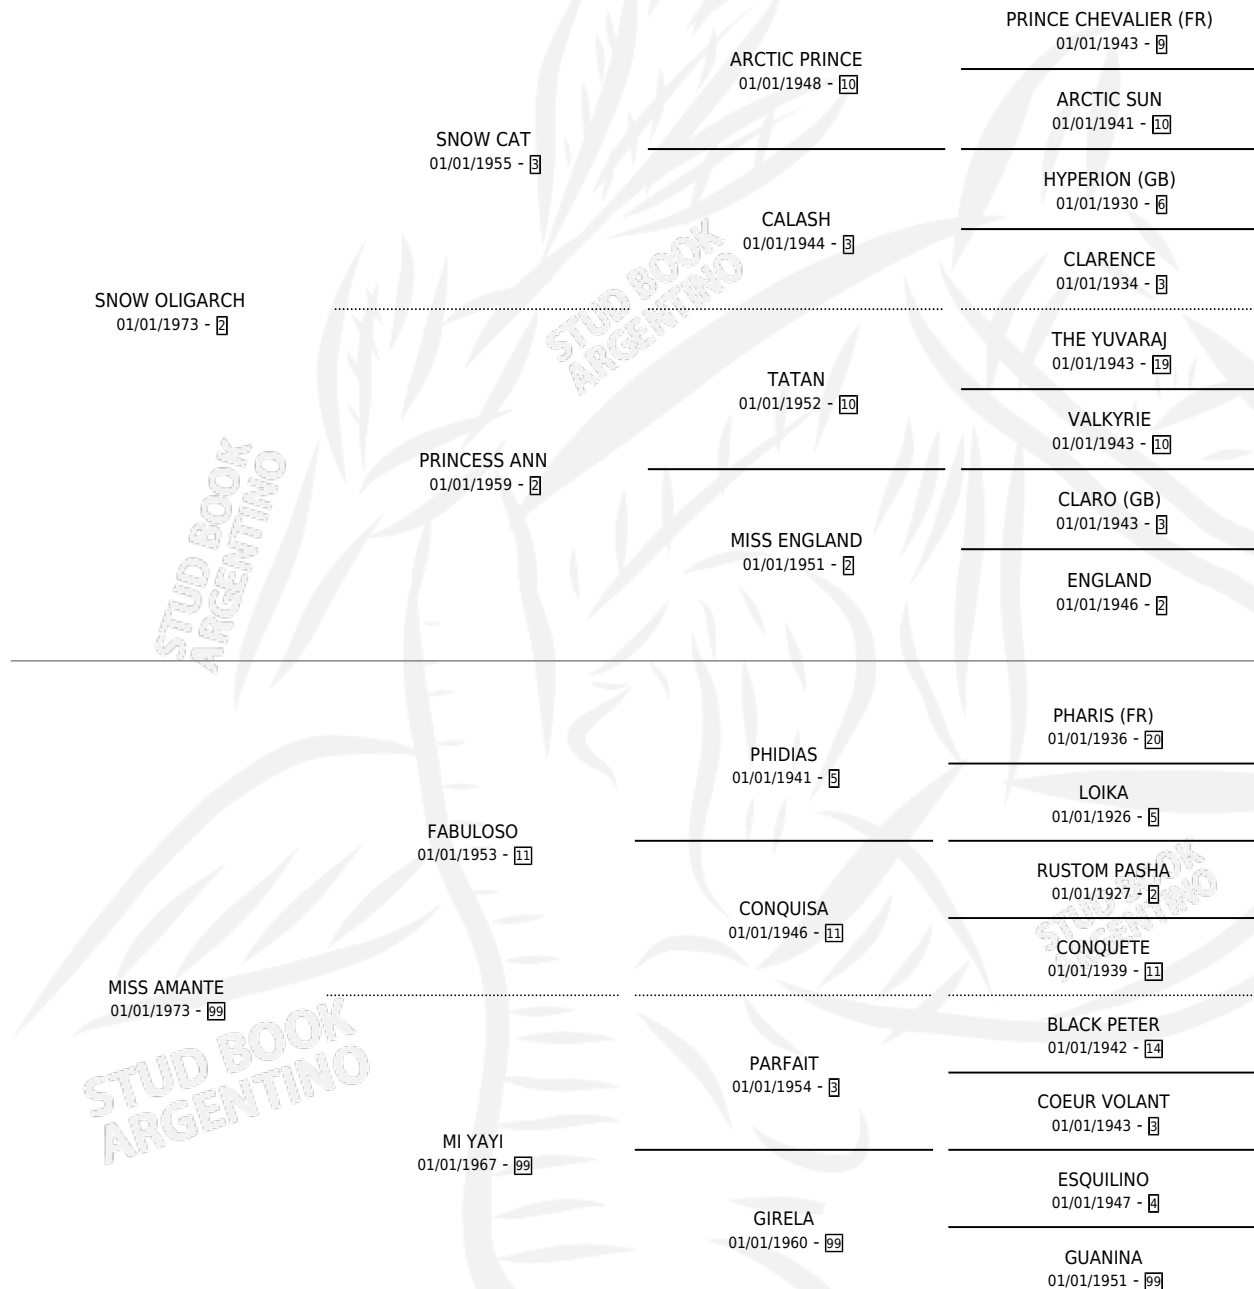 PRINCE CHEVALIER (FR)
01/01/1943 - 9
ARCTIC PRINCE
01/01/1948 - 10
ARCTIC SUN
01/01/1941 - 10
SNOW CAT
01/01/1955 - 3
HYPERION (GB)
01/01/1930 - 6
CALASH
01/01/1944 - 3
CLARENCE
01/01/1934 - 3
SNOW OLIGARCH
01/01/1973 - 2
THE YUVARAJ
01/01/1943 - 19
TATAN
01/01/1952 - 10
VALKYRIE
01/01/1943 - 10
PRINCESS ANN
01/01/1959 - 2
CLARO (GB)
01/01/1943 - 3
MISS ENGLAND
01/01/1951 - 2
ENGLAND
01/01/1946 - 2
STUD BOOK
ARGENTINO
STUD BOOK
ARGENTINO
PHARIS (FR)
01/01/1936 - 20
PHIDIAS
01/01/1941 - 5
LOIKA
01/01/1926 - 5
FABULOSO
01/01/1953 - 11
RUSTOM PASHA
01/01/1927 - 2
CONQUISA
01/01/1946 - 11
CONQUETE
01/01/1939 - 11
MISS AMANTE
01/01/1973 - 99
BLACK PETER
01/01/1942 - 14
PARFAIT
01/01/1954 - 3
COEUR VOLANT
01/01/1943 - 3
MI YAYI
01/01/1967 - 99
ESQUILINO
01/01/1947 - 4
GIRELA
01/01/1960 - 99
GUANINA
01/01/1951 - 99
STUD BOOK
ARGENTINO
STUD BOOK
ARGENTINO